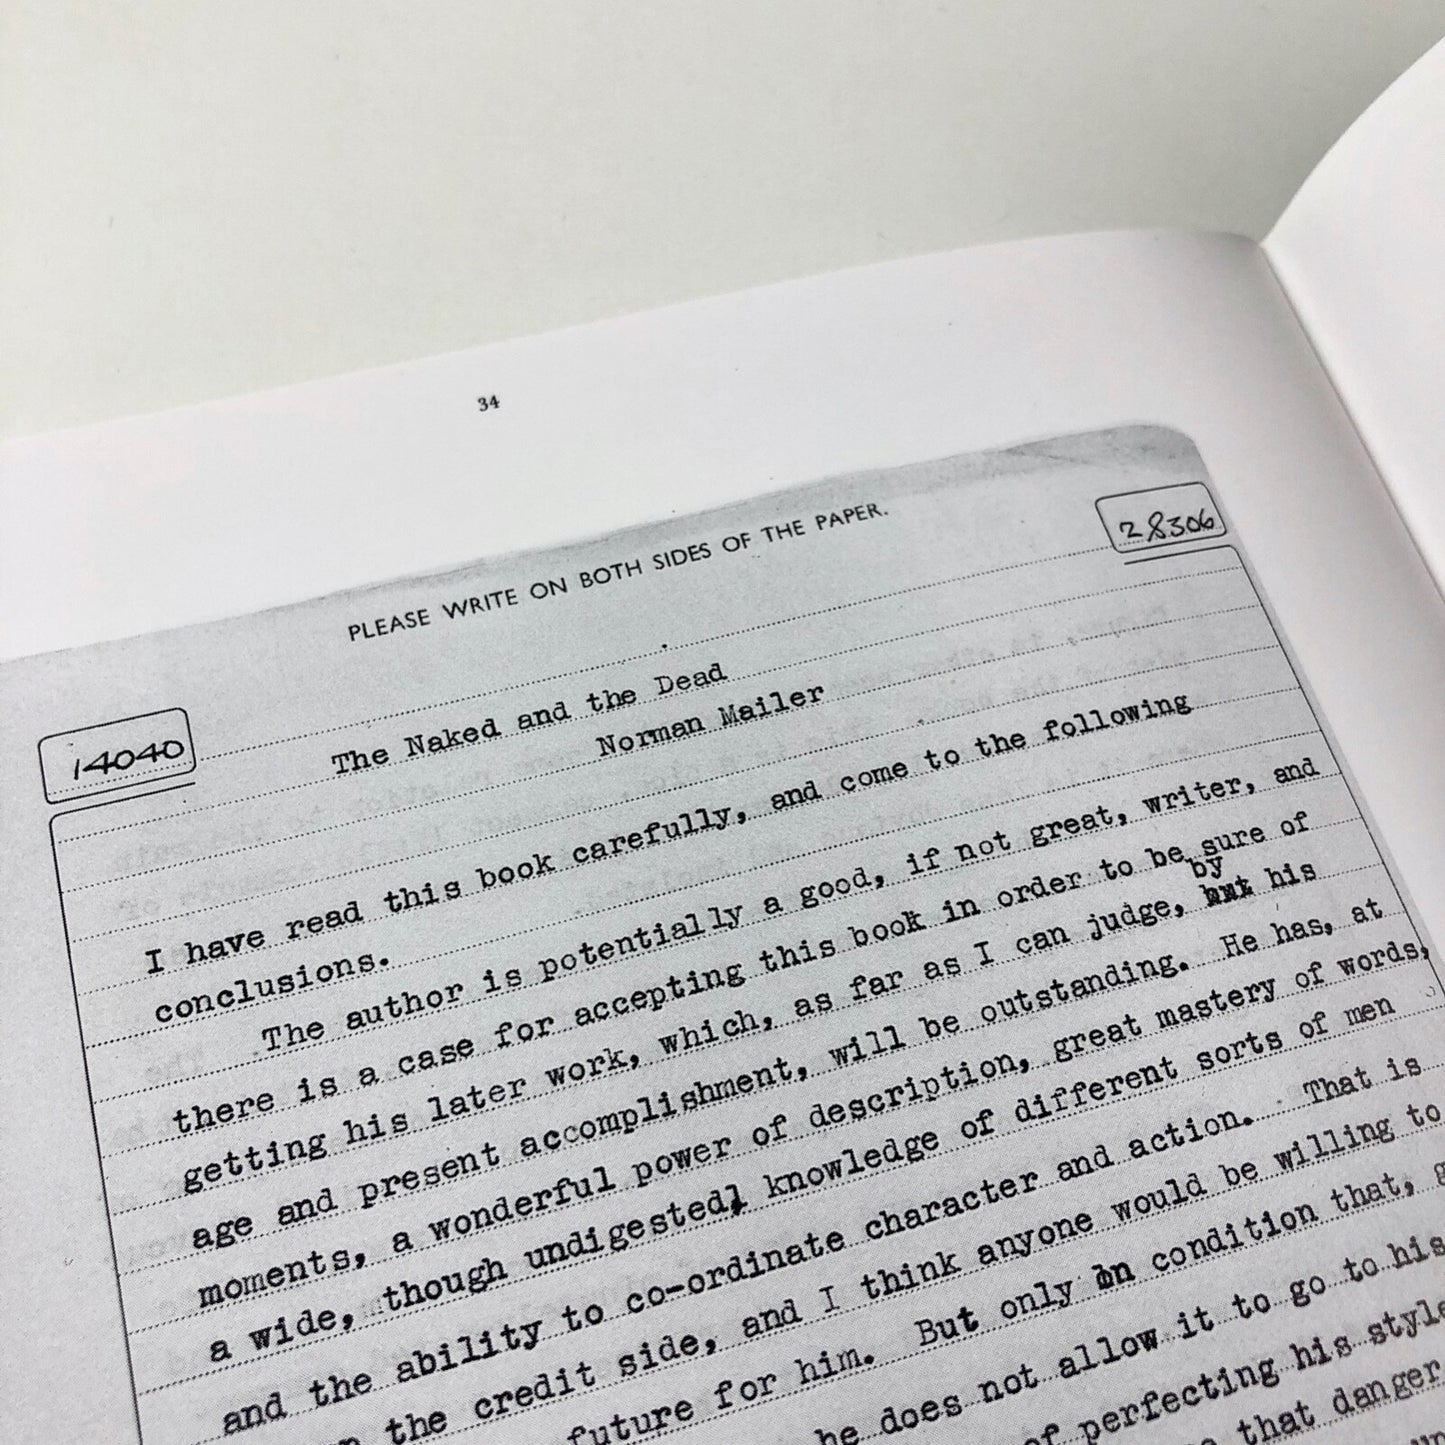 34
PLEASE WRITE ON BOTH SIDES OF THE PAPER.
28306
14040
The Naked and the Dead
Norman Mailer
I have read this book carefully, and come to the following
conclusions.
The author is potentially a good, if not great, writer, and
there is a case for accepting this book in order to be sure of
by
getting his later work, which, as far as I can judge, but his
age and present accomplishment, will be outstanding. He has, at
moments, a wonderful power of description, great mastery of words,
a wide, though undigested, knowledge of different sorts of men
and the ability to co-ordinate character and action. That is
the credit side, and I think anyone would be willing to
future for him. But only on condition that,
he does not allow it to go to his
of perfecting his style
that danger